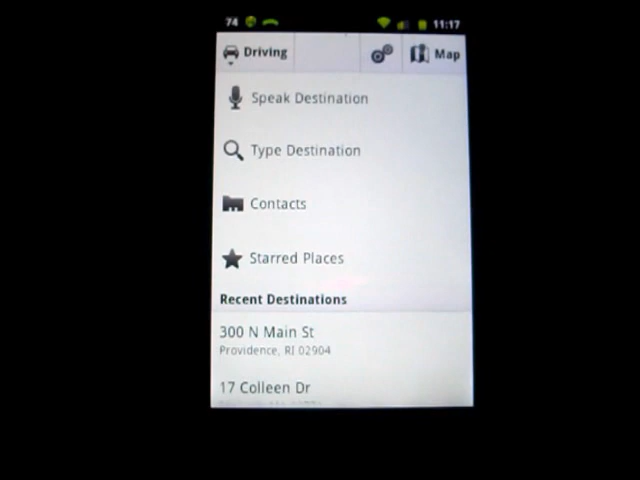 74 11:17
Driving Map
Speak Destination
Type Destination
Contacts
Starred Places
Recent Destinations
300 N Main St
Providence, RI 02904
17 Colleen Dr